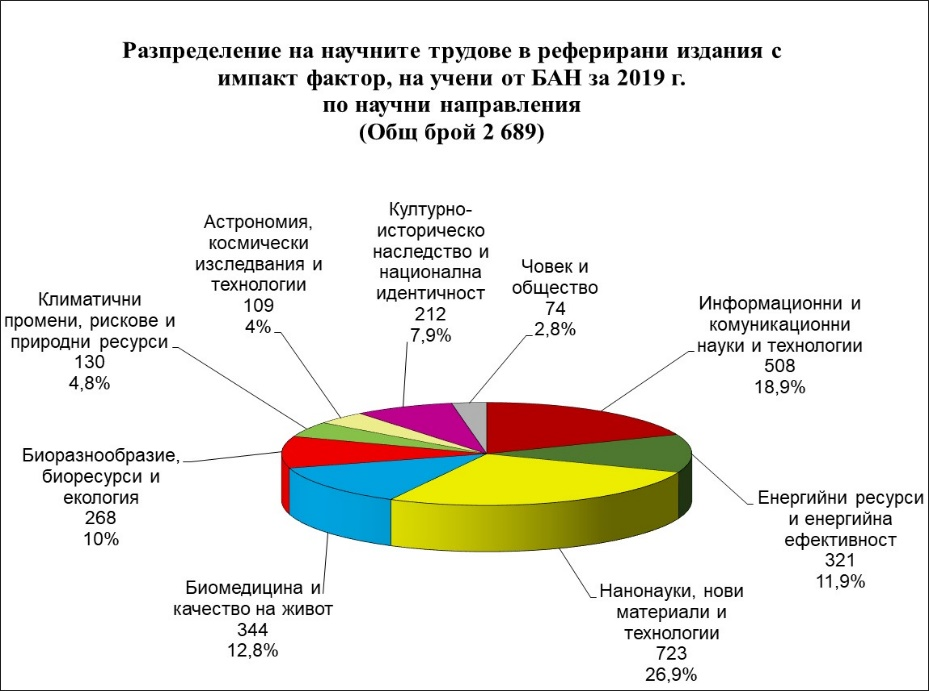 Разпределение на научните трудове в реферирани издания с
импакт фактор, на учени от БАН за 2019 г.
по научни направления
(Общ брой 2 689)
Информационни и
комуникационни
науки и технологии
508
18,9%
Енергийни ресурси
и енергийна
ефективност
321
11,9%
Нанонауки, нови
материали и
технологии
723
26,9%
Биомедицина и
качество на живот
344
12,8%
Биоразнообразие,
биоресурси и
екология
268
10%
Климатични
промени, рискове и
природни ресурси
130
4,8%
Астрономия,
космически
изследвания и
технологии
109
4%
Културно-
историческо
наследство и
национална
идентичност
212
7,9%
Човек и
общество
74
2,8%